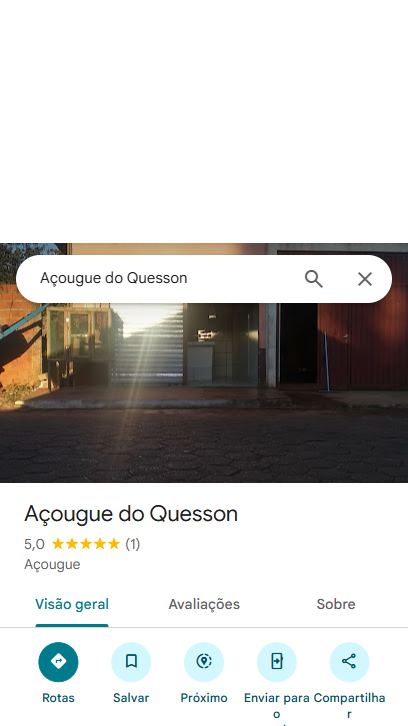 Açougue do Quesson
Açougue do Quesson
5,0 (1)
Açougue
Visão geral
Avaliações
Sobre
Rotas
Salvar
Próximo
Enviar para
o
Compartilha
r